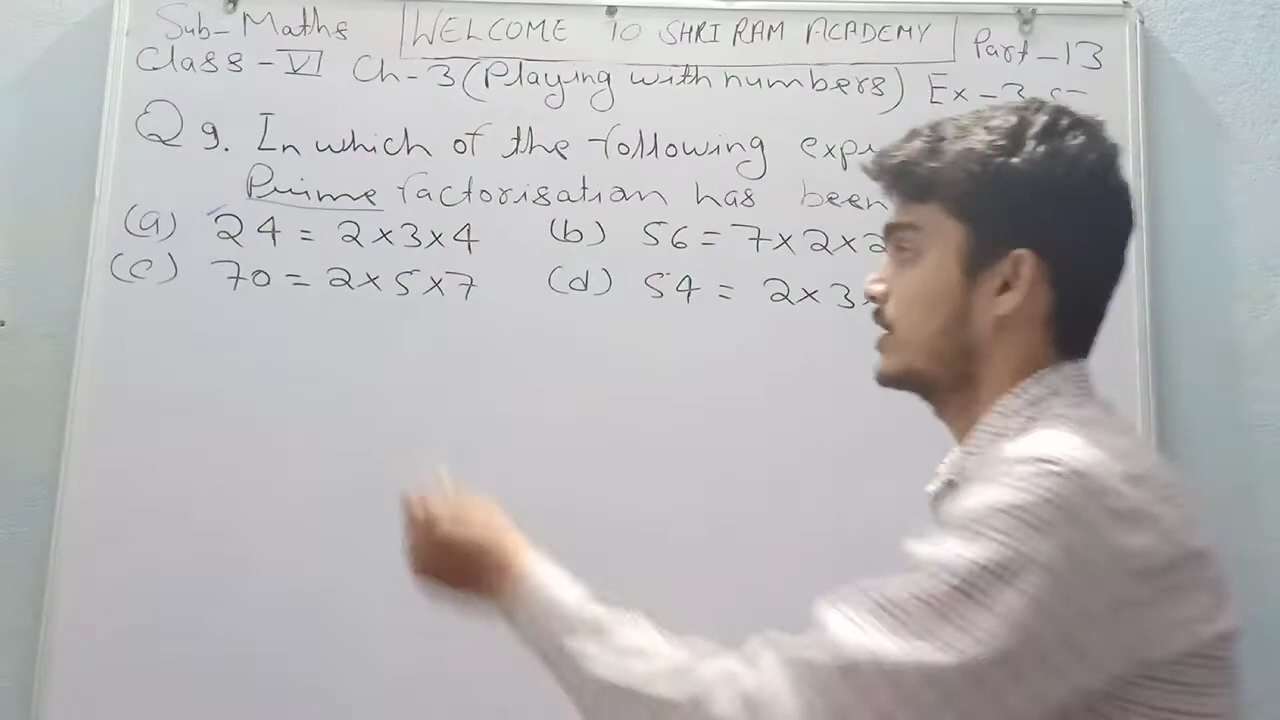 Sub-Maths WELCOME TO SHRI RAM ACADEMY Part-13
Class-VI Ch-3 (Playing with numbers) Ex-3.5
Q 9. In which of the following
Prime factorisation has been
(a) 24 = 2×3×4 (b) 56 = 7×2×2
(c) 70 = 2×5×7 (d) 54 = 2×3